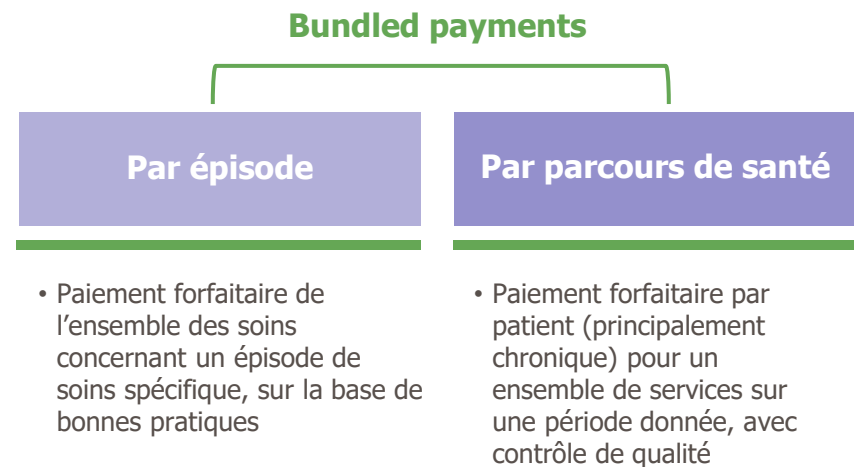 Bundled payments
Par épisode
Par parcours de santé
• Paiement forfaitaire de
l’ensemble des soins
concernant un épisode de
soins spécifique, sur la base de
bonnes pratiques
• Paiement forfaitaire par
patient (principalement
chronique) pour un
ensemble de services sur
une période donnée, avec
contrôle de qualité